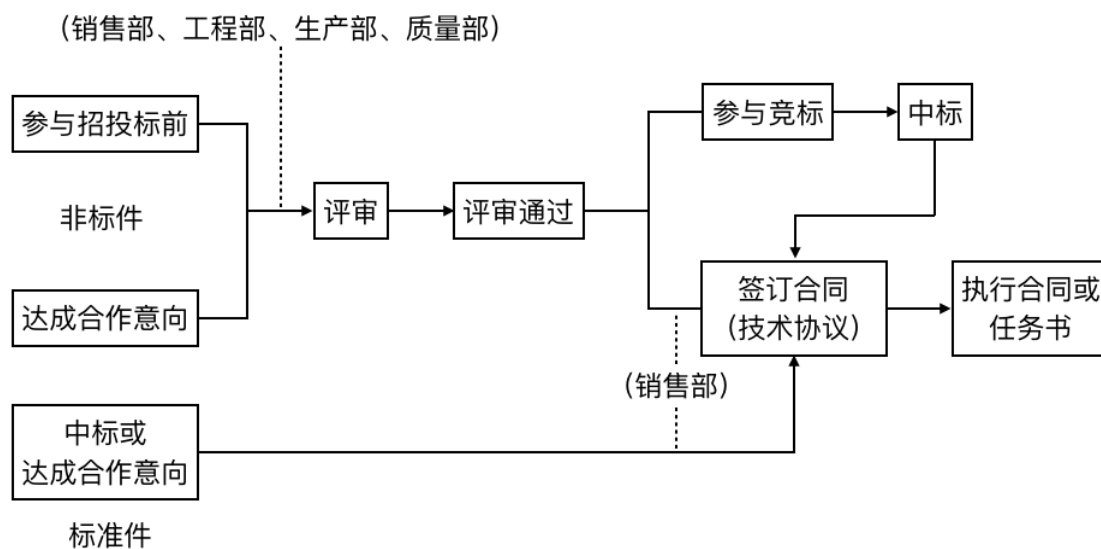 （销售部、工程部、生产部、质量部）
参与招投标前
参与竞标
中标
非标件
评审
评审通过
达成合作意向
签订合同
（技术协议）
执行合同或
任务书
（销售部）
中标或
达成合作意向
标准件